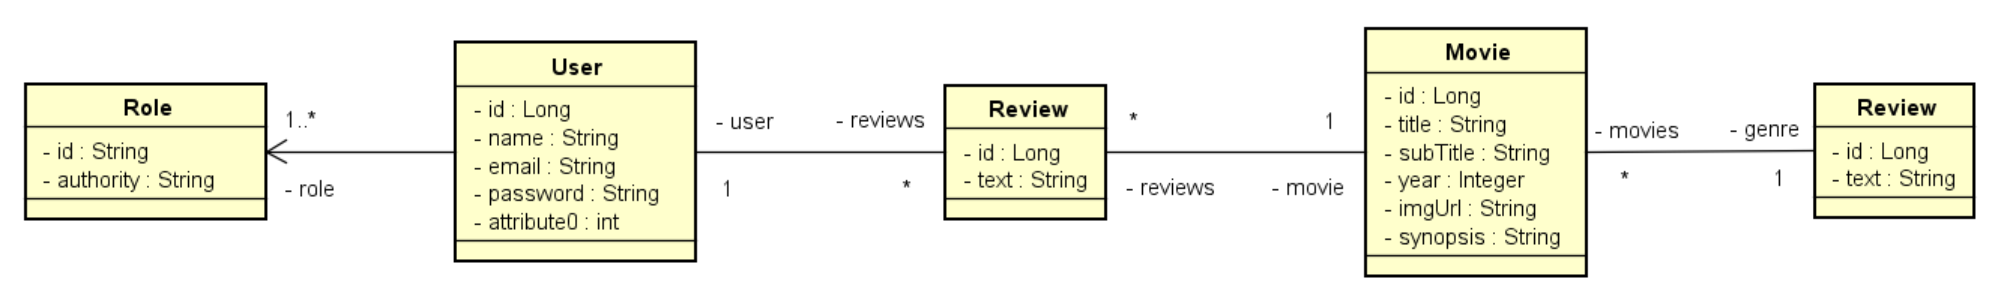 Role
- id : String
- authority : String
1..*
- role
User
- id : Long
- name : String
- email : String
- password : String
- attribute0 : int
- user
- reviews
1
*
Review
- id : Long
- text : String
*
1
- reviews
- movie
Movie
- id : Long
- title : String
- subTitle : String
- year : Integer
- imgUrl : String
- synopsis : String
- movies
- genre
*
1
Review
- id : Long
- text : String